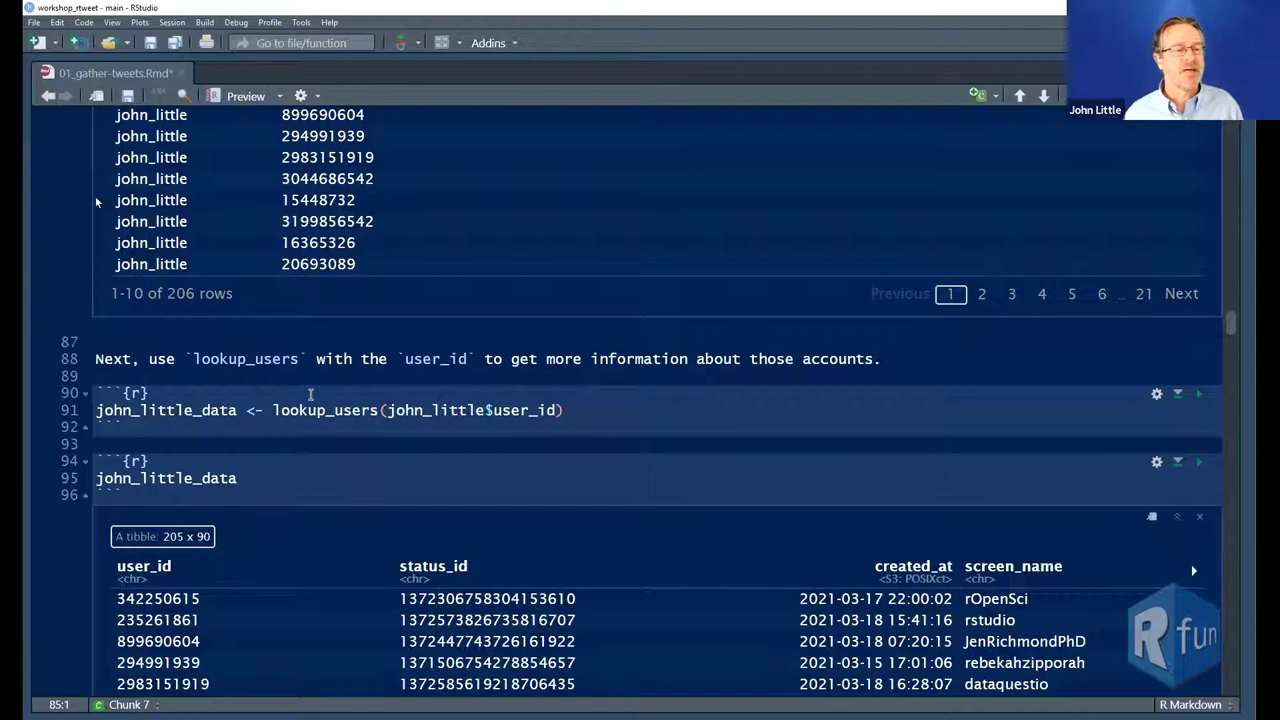 workshop_rtweet - main - RStudio
File Edit Code View Plots Session Build Debug Profile Tools Help
Go to file/function Addins
01_gather-tweets.Rmd*
Preview
John Little
john_little 899690604
john_little 294991939
john_little 2983151919
john_little 3044686542
john_little 15448732
john_little 3199856542
john_little 16365326
john_little 20693089
1-10 of 206 rows Previous 1 2 3 4 5 6 … 21 Next
87
88 Next, use `lookup_users` with the `user_id` to get more information about those accounts.
89
90 ```{r}
91 john_little_data <- lookup_users(john_little$user_id)
92 ```
93
94 ```{r}
95 john_little_data
96 ```
A tibble: 205 x 90
user_id status_id created_at screen_name
<chr> <chr> <S3: POSIXct> <chr>
342250615 1372306758304153610 2021-03-17 22:00:02 rOpenSci
235261861 1372573826735816707 2021-03-18 15:41:16 rstudio
899690604 1372447743726161922 2021-03-18 07:20:15 JenRichmondPhD
294991939 1371506754278854657 2021-03-15 17:01:06 rebekahzipporah
2983151919 1372585619218706435 2021-03-18 16:28:07 dataquestio
R fun
85:1 Chunk 7 R Markdown